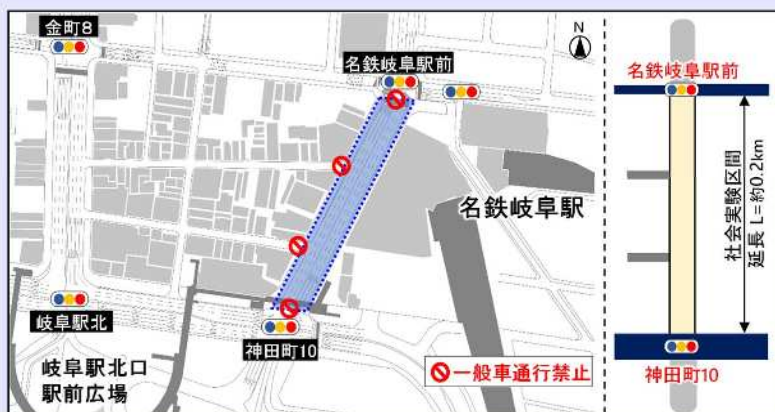 金町8
名鉄岐阜駅前
N
名鉄岐阜駅
岐阜駅北
神田町10
岐阜駅北口
駅前広場
一般車通行禁止
名鉄岐阜駅前
社会実験区間
延長 L=約0.2km
神田町10